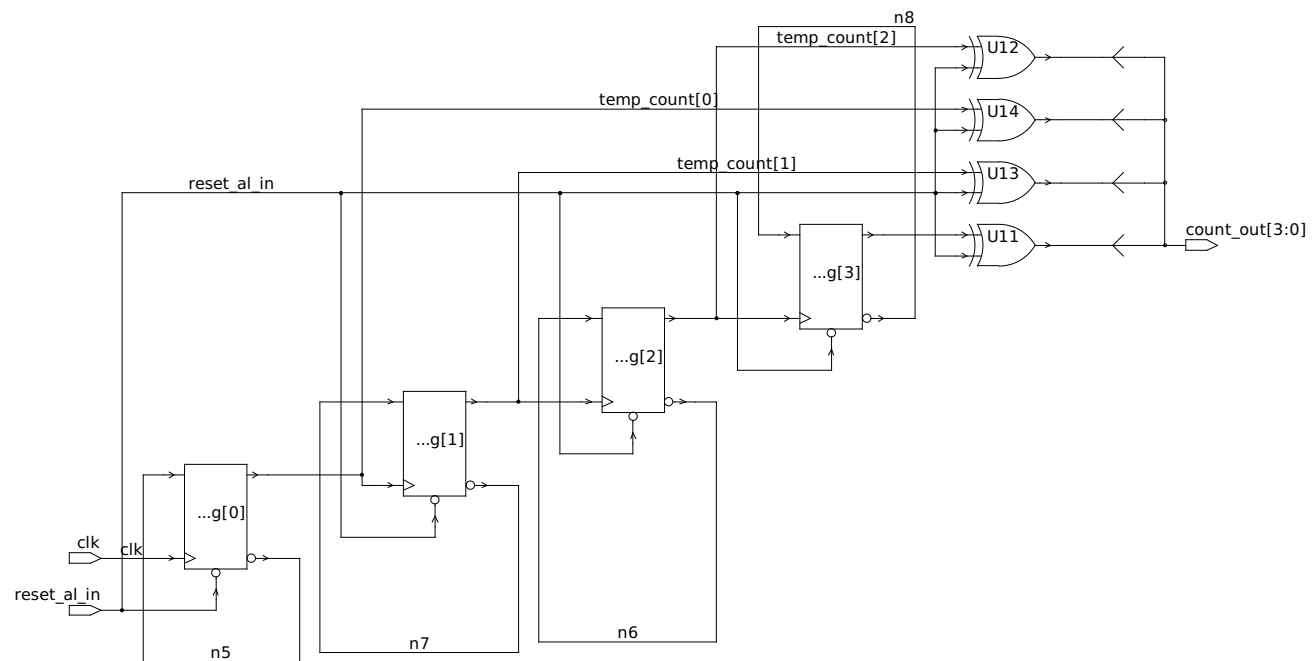 n8
temp_count[2]
U12
temp_count[0]
U14
temp_count[1]
U13
reset_al_in
U11
count_out[3:0]
...g[3]
...g[2]
...g[1]
...g[0]
clk
clk
reset_al_in
n6
n7
n5